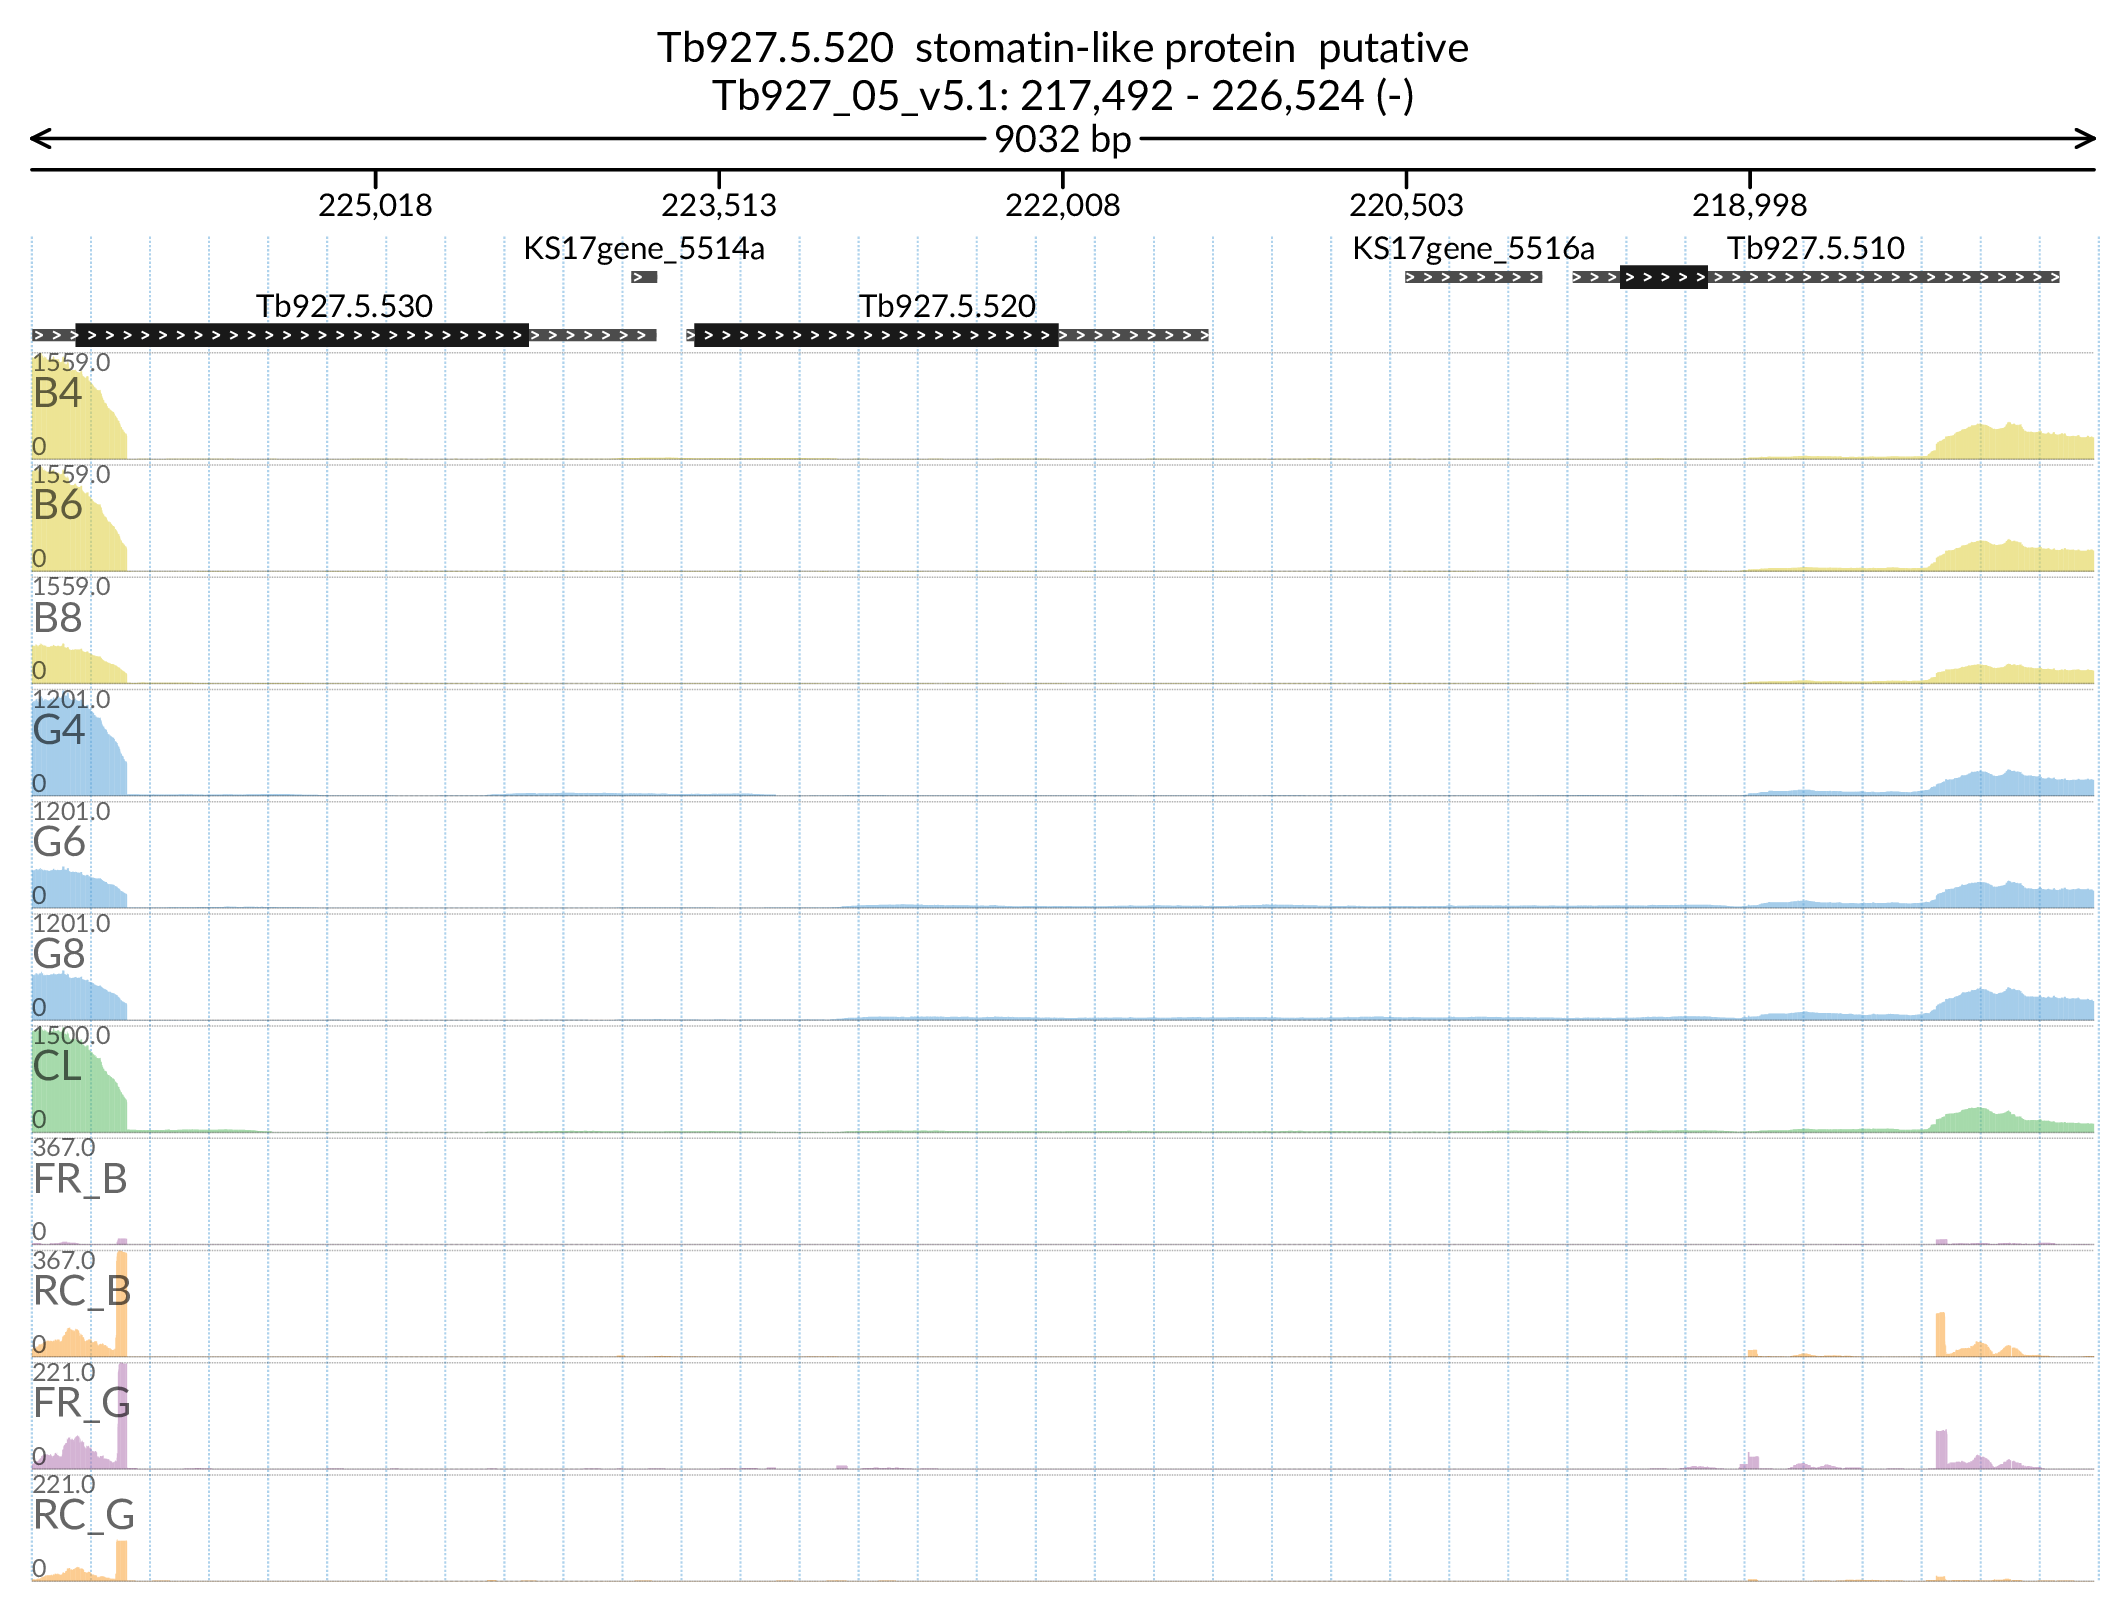 Tb927.5.520 stomatin-like protein putative
Tb927_05_v5.1: 217,492 - 226,524 (-)
9032 bp
225,018 223,513 222,008 220,503 218,998
KS17gene_5514a KS17gene_5516a Tb927.5.510
Tb927.5.530 Tb927.5.520
1559.0
B4
0
1559.0
B6
0
1559.0
B8
0
1201.0
G4
0
1201.0
G6
0
1201.0
G8
0
1500.0
CL
0
367.0
FR_B
0
367.0
RC_B
0
221.0
FR_G
0
221.0
RC_G
0